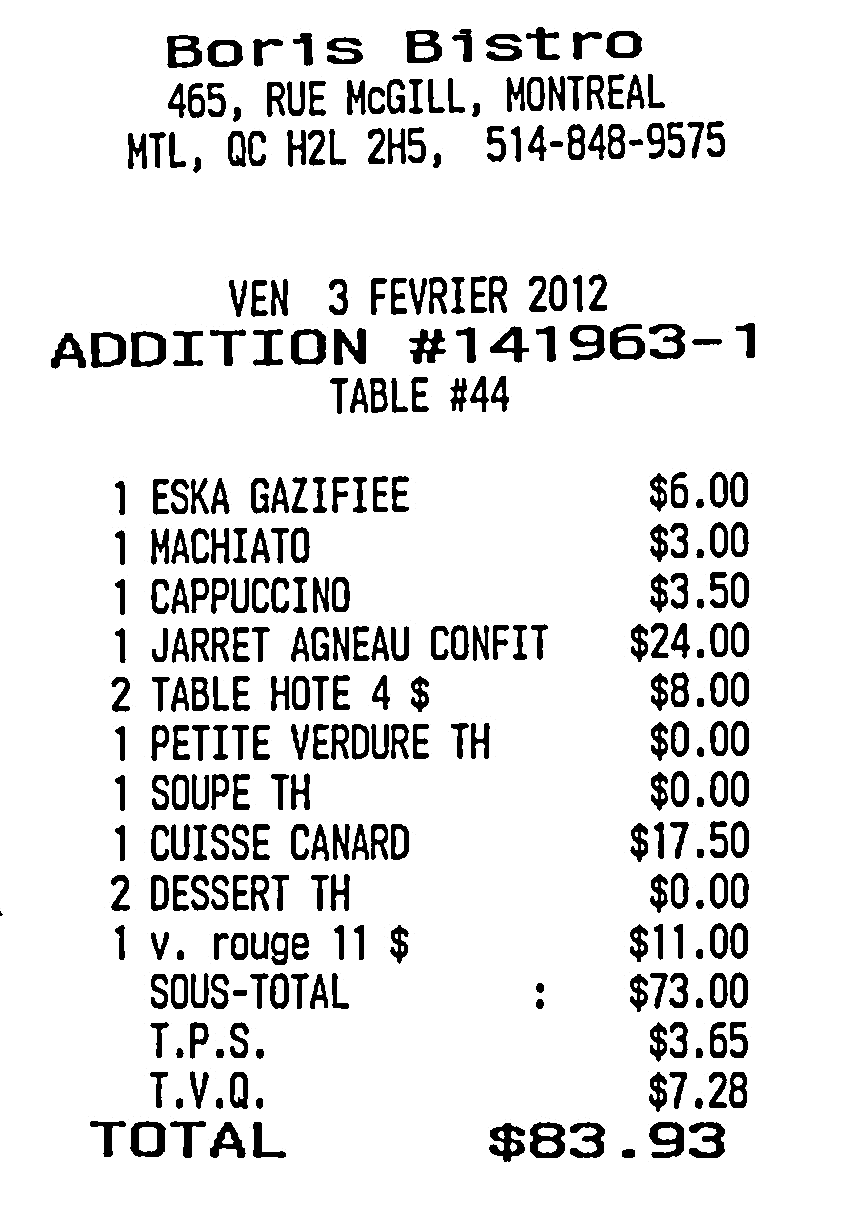 Boris Bistro
465, RUE McGILL, MONTREAL
MTL, QC H2L 2H5, 514-848-9575
VEN 3 FEVRIER 2012
ADDITION #141963-1
TABLE #44
1 ESKA GAZIFIEE $6.00
1 MACHIATO $3.00
1 CAPPUCCINO $3.50
1 JARRET AGNEAU CONFIT $24.00
2 TABLE HOTE 4 $ $8.00
1 PETITE VERDURE TH $0.00
1 SOUPE TH $0.00
1 CUISSE CANARD $17.50
2 DESSERT TH $0.00
1 v. rouge 11 $ $11.00
SOUS-TOTAL : $73.00
T.P.S. $3.65
T.V.Q. $7.28
TOTAL $83.93